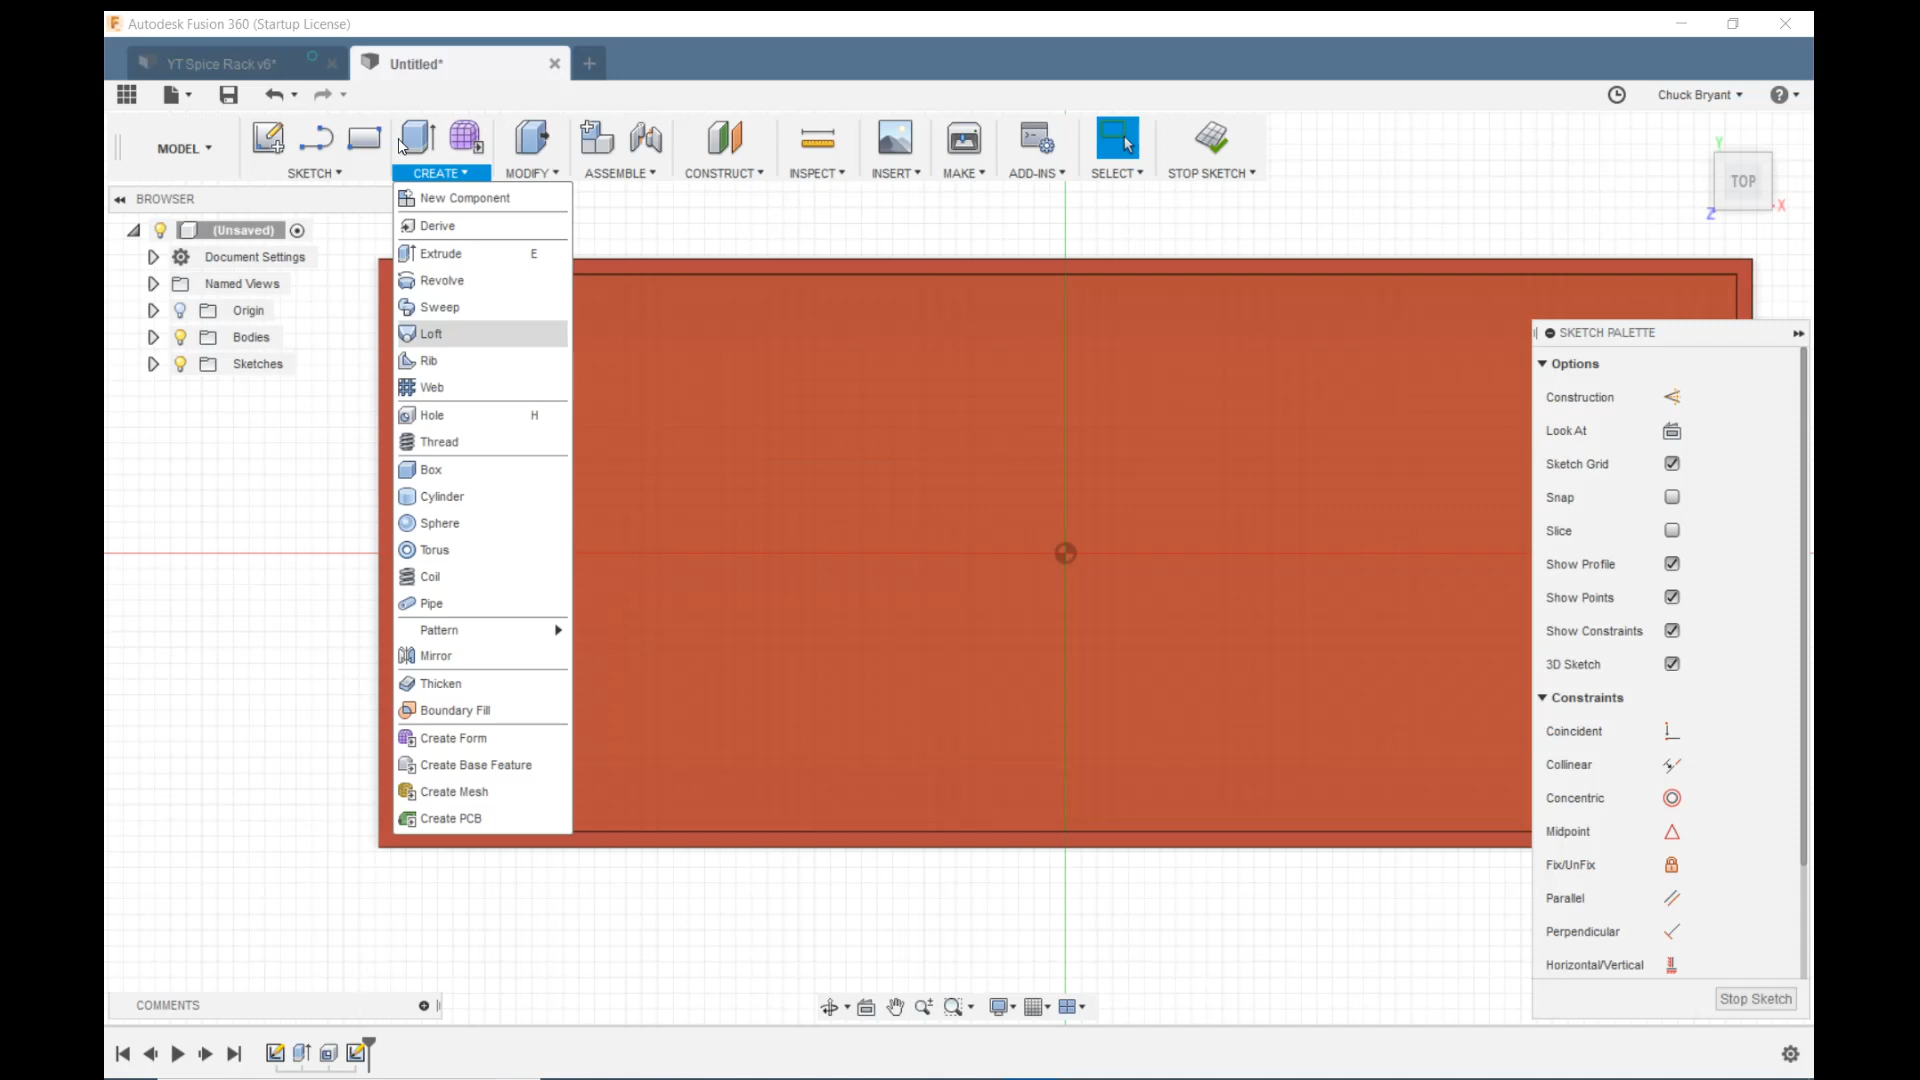 Autodesk Fusion 360 (Startup License)
YT Spice Rack v6*
Untitled*
Chuck Bryant
MODEL
SKETCH
CREATE
MODIFY
ASSEMBLE
CONSTRUCT
INSPECT
INSERT
MAKE
ADD-INS
SELECT
STOP SKETCH
BROWSER
(Unsaved)
Document Settings
Named Views
Origin
Bodies
Sketches
New Component
Derive
Extrude E
Revolve
Sweep
Loft
Rib
Web
Hole H
Thread
Box
Cylinder
Sphere
Torus
Coil
Pipe
Pattern
Mirror
Thicken
Boundary Fill
Create Form
Create Base Feature
Create Mesh
Create PCB
Y
TOP
X
Z
SKETCH PALETTE
Options
Construction
Look At
Sketch Grid
Snap
Slice
Show Profile
Show Points
Show Constraints
3D Sketch
Constraints
Coincident
Collinear
Concentric
Midpoint
Fix/UnFix
Parallel
Perpendicular
Horizontal/Vertical
Stop Sketch
COMMENTS